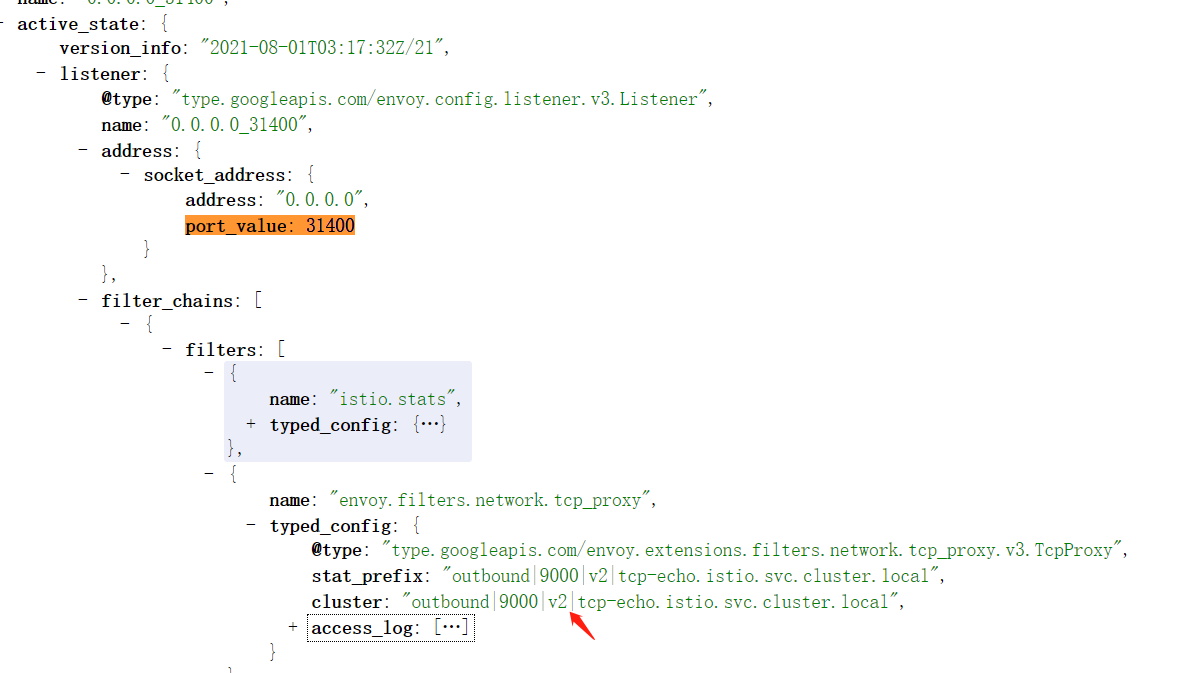 name: "0.0.0.0_31400",
- active_state: {
version_info: "2021-08-01T03:17:32Z/21",
- listener: {
@type: "type.googleapis.com/envoy.config.listener.v3.Listener",
name: "0.0.0.0_31400",
- address: {
- socket_address: {
address: "0.0.0.0",
port_value: 31400
}
},
- filter_chains: [
- {
- filters: [
- {
name: "istio.stats",
+ typed_config: {…}
},
- {
name: "envoy.filters.network.tcp_proxy",
- typed_config: {
@type: "type.googleapis.com/envoy.extensions.filters.network.tcp_proxy.v3.TcpProxy",
stat_prefix: "outbound|9000|v2|tcp-echo.istio.svc.cluster.local",
cluster: "outbound|9000|v2|tcp-echo.istio.svc.cluster.local",
+ access_log: […]
}